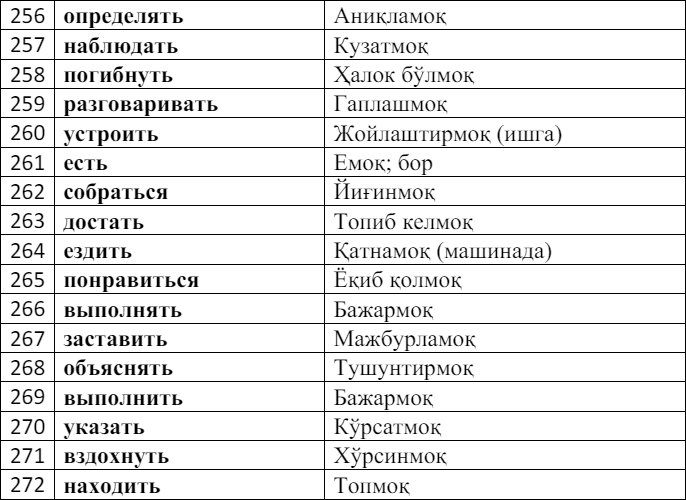 256 определять Аниқламоқ
257 наблюдать Кузатмоқ
258 погибнуть Ҳалок бўлмоқ
259 разговаривать Гаплашмоқ
260 устроить Жойлаштирмоқ (ишга)
261 есть Емоқ; бор
262 собраться Йиғинмоқ
263 достать Топиб келмоқ
264 ездить Қатнамоқ (машинада)
265 понравиться Ёқиб қолмоқ
266 выполнять Бажармоқ
267 заставить Мажбурламоқ
268 объяснять Тушунтирмоқ
269 выполнить Бажармоқ
270 указать Кўрсатмоқ
271 вздохнуть Хўрсинмоқ
272 находить Топмоқ